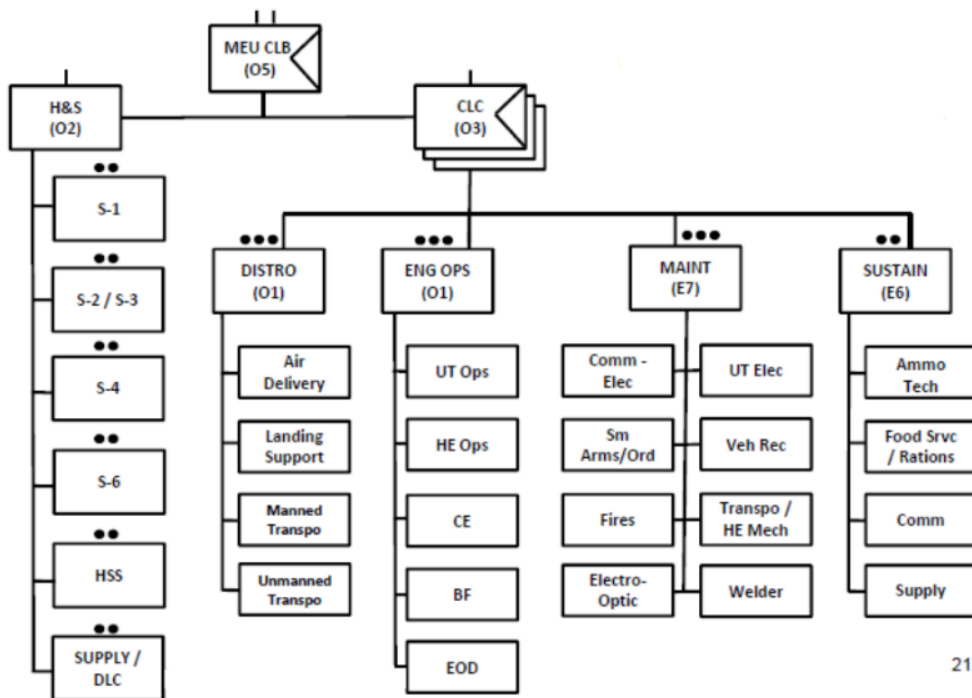 MEU CLB
(O5)
H&S
(O2)
CLC
(O3)
S-1
S-2 / S-3
S-4
S-6
HSS
SUPPLY /
DLC
DISTRO
(O1)
Air
Delivery
Landing
Support
Manned
Transpo
Unmanned
Transpo
ENG OPS
(O1)
UT Ops
HE Ops
CE
BF
EOD
MAINT
(E7)
Comm -
Elec
UT Elec
Sm
Arms/Ord
Veh Rec
Fires
Transpo /
HE Mech
Electro-
Optic
Welder
SUSTAIN
(E6)
Ammo
Tech
Food Srvc
/ Rations
Comm
Supply
21